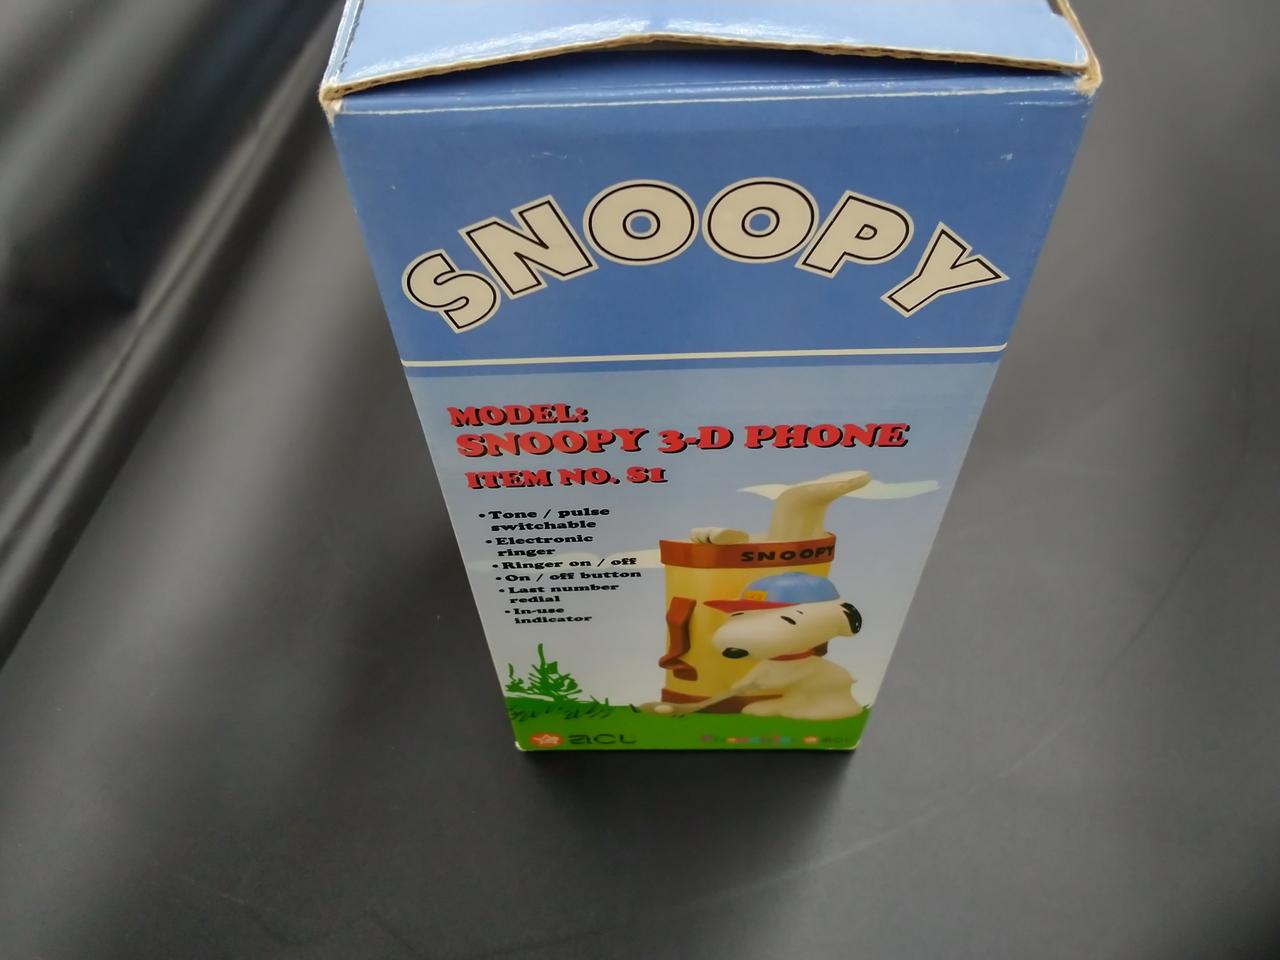 SNOOPY
MODEL:
SNOOPY 3-D PHONE
ITEM NO. S1
• Tone / pulse
switchable
• Electronic
ringer
• Ringer on / off
• On / off button
• Last number
redial
• In-use
indicator
SNOOPY